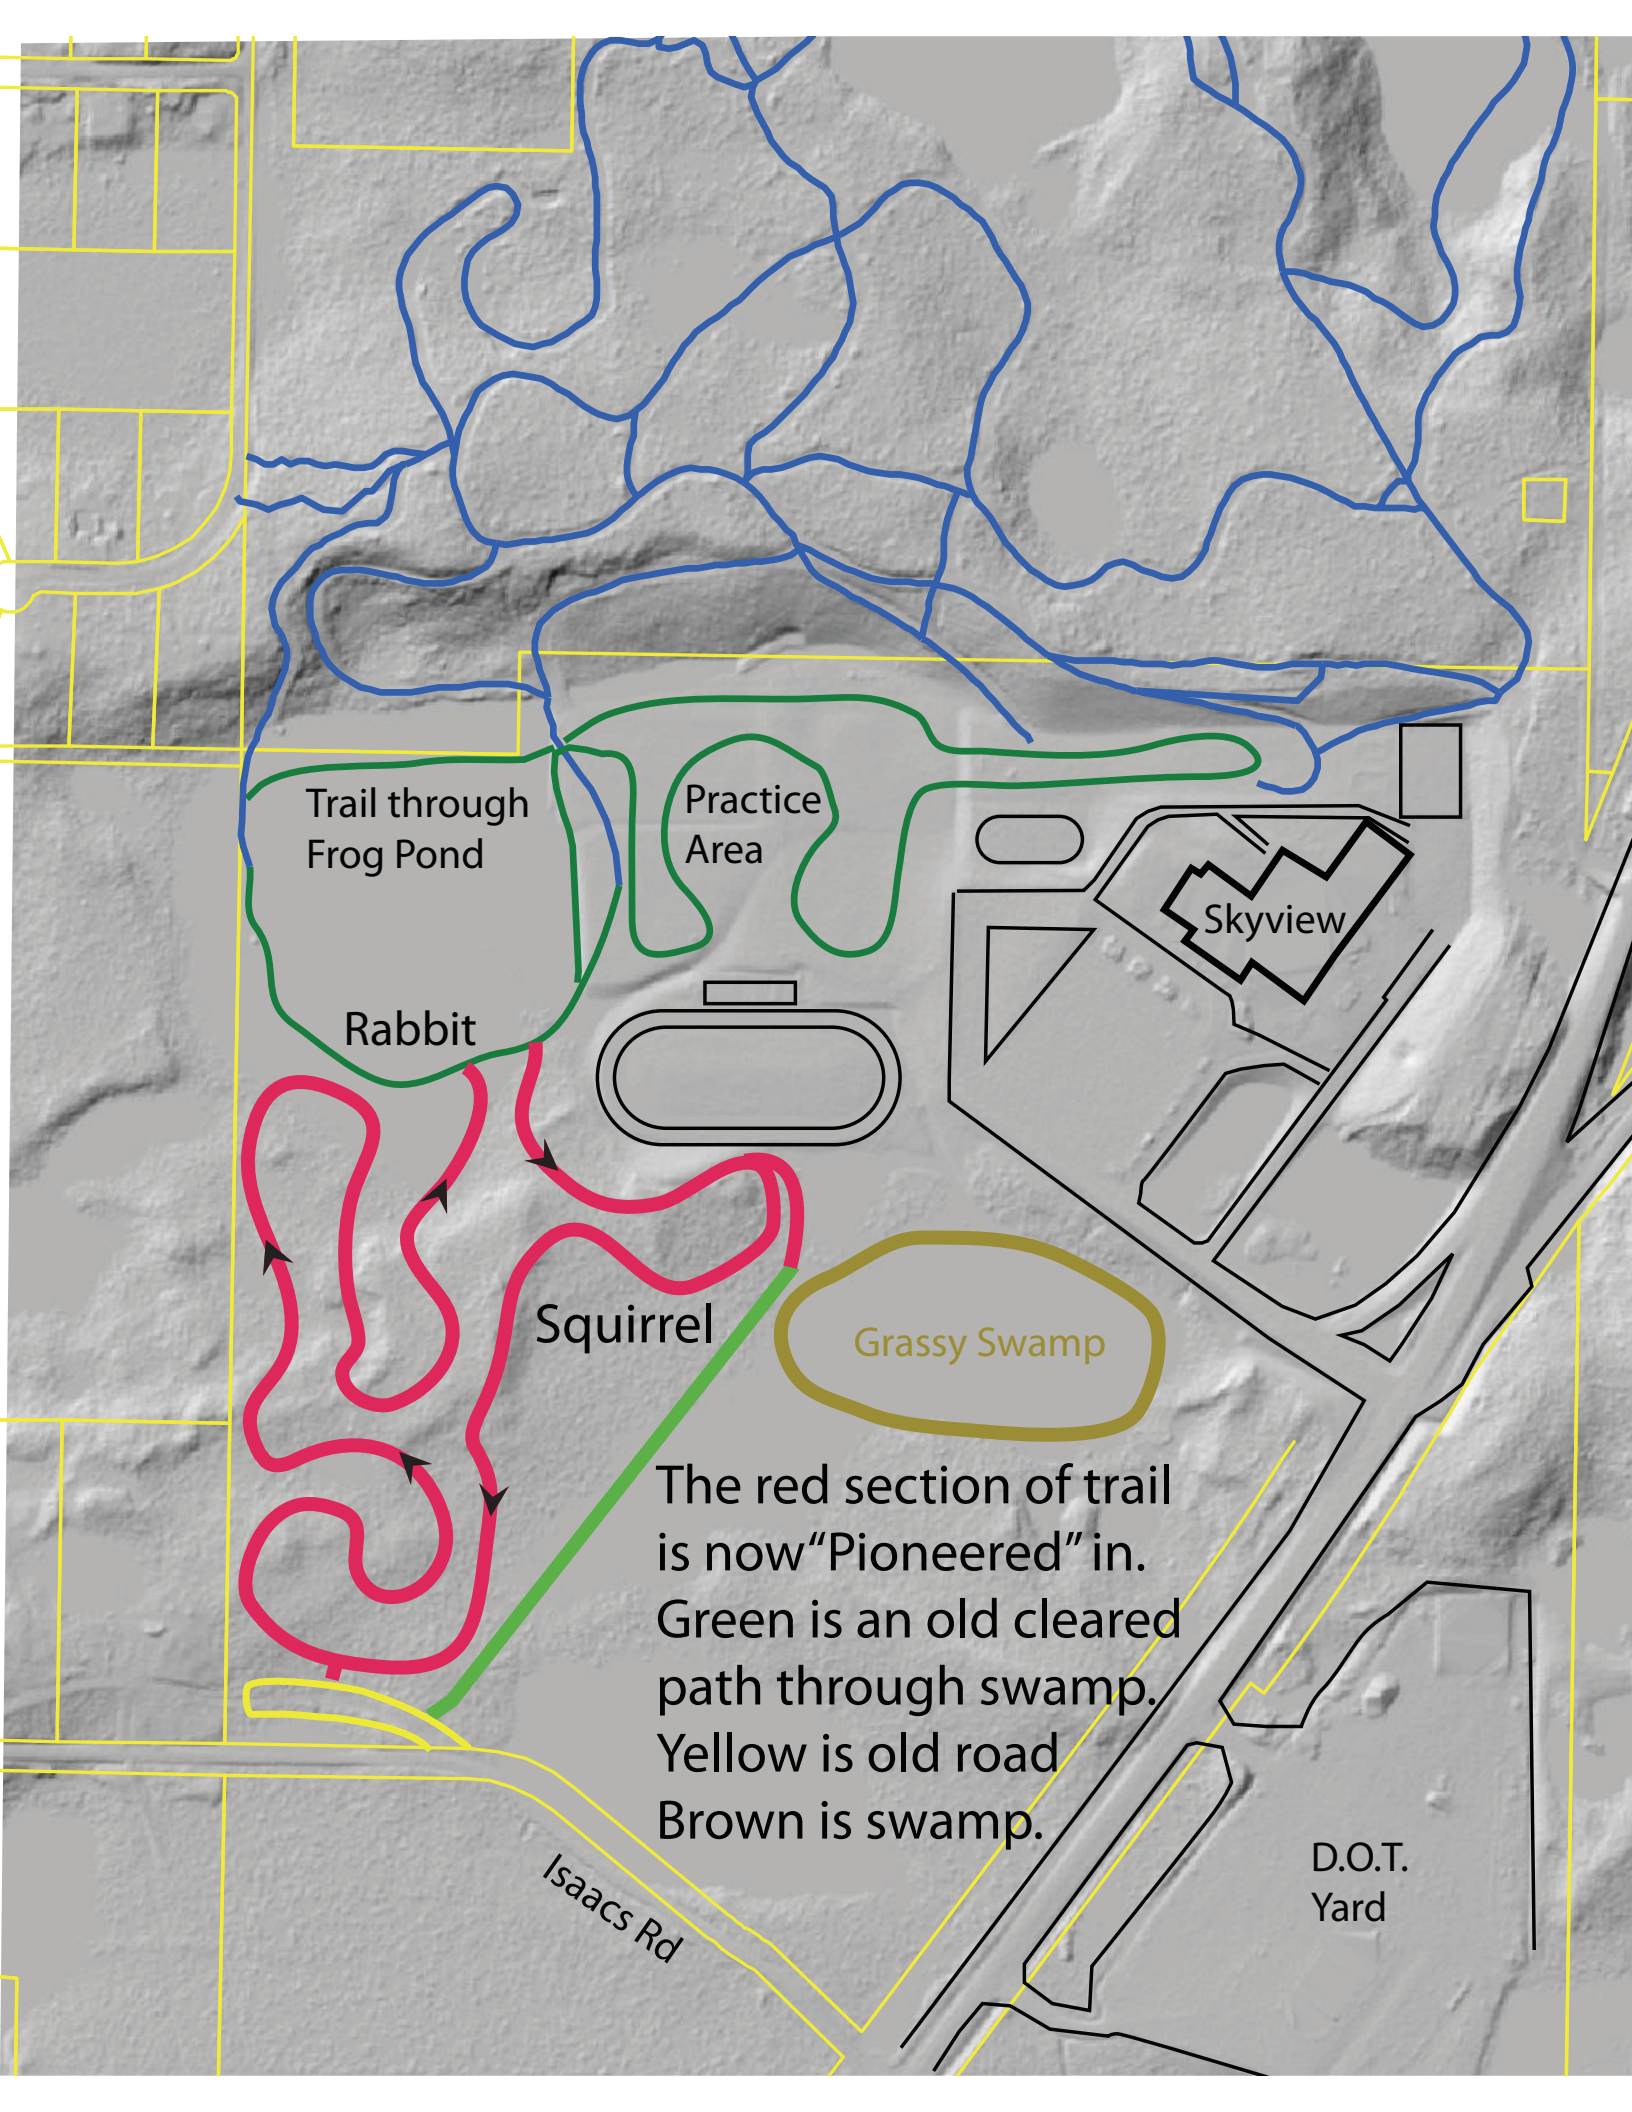 Trail through
Frog Pond
Practice
Area
Skyview
Rabbit
Squirrel
Grassy Swamp
The red section of trail
is now“Pioneered” in.
Green is an old cleared
path through swamp.
Yellow is old road
Brown is swamp.
Isaacs Rd
D.O.T.
Yard